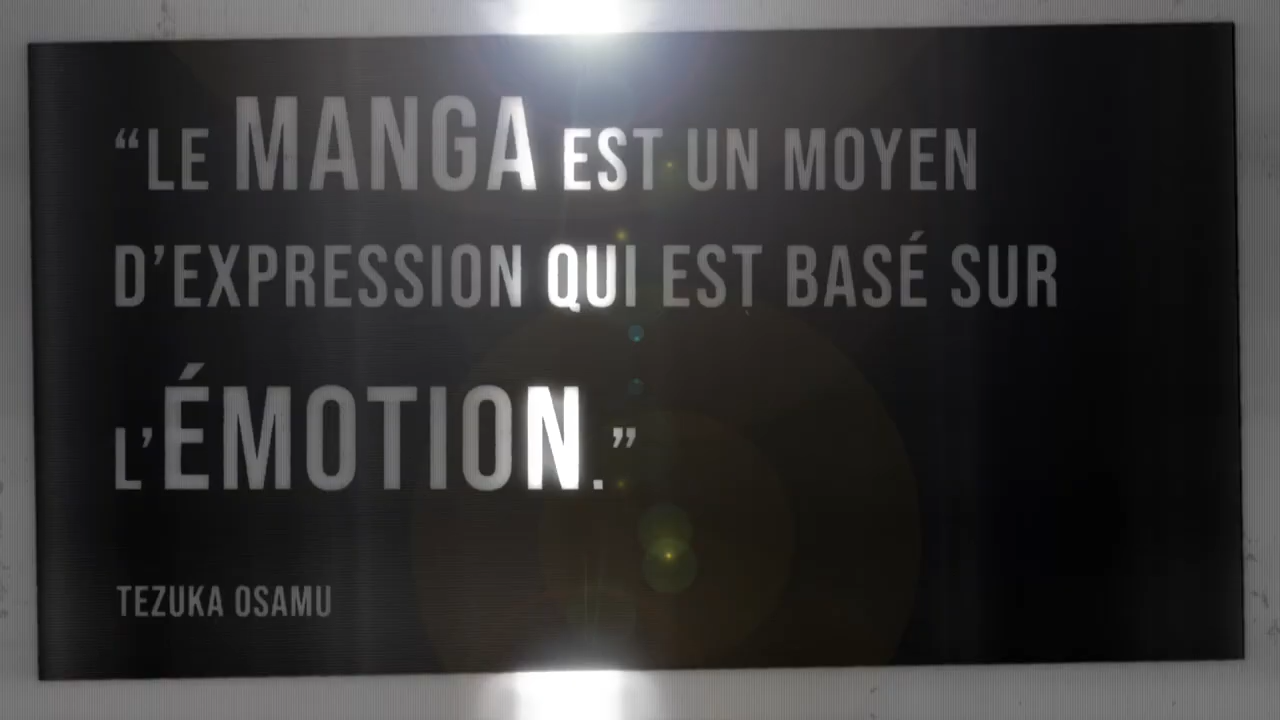 “LE MANGA EST UN MOYEN
D’EXPRESSION QUI EST BASÉ SUR
L’ÉMOTION.”
TEZUKA OSAMU